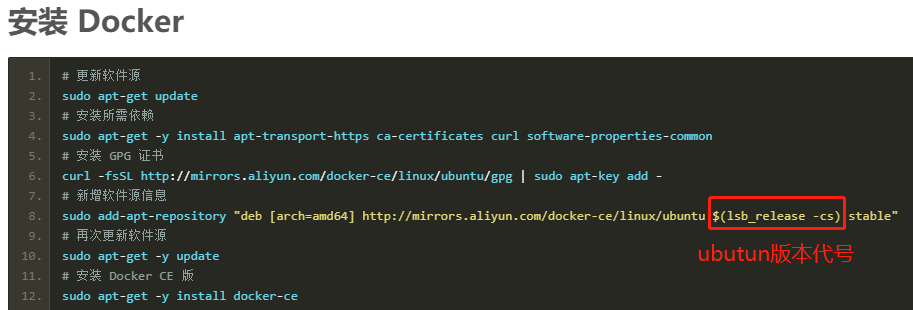 安装 Docker
1. # 更新软件源
2. sudo apt-get update
3. # 安装所需依赖
4. sudo apt-get -y install apt-transport-https ca-certificates curl software-properties-common
5. # 安装 GPG 证书
6. curl -fsSL http://mirrors.aliyun.com/docker-ce/linux/ubuntu/gpg | sudo apt-key add -
7. # 新增软件源信息
8. sudo add-apt-repository "deb [arch=amd64] http://mirrors.aliyun.com/docker-ce/linux/ubuntu $(lsb_release -cs) stable"
9. # 再次更新软件源
ubutun版本代号
10. sudo apt-get -y update
11. # 安装 Docker CE 版
12. sudo apt-get -y install docker-ce